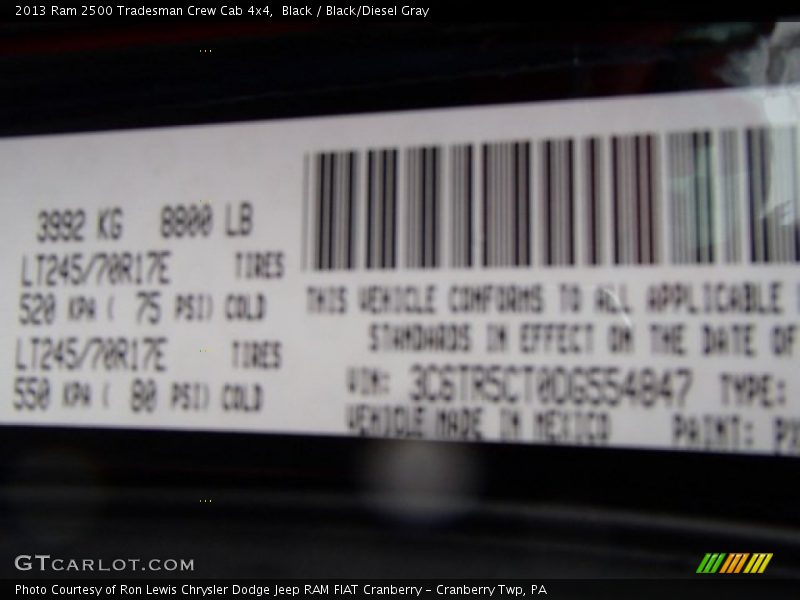 2013 Ram 2500 Tradesman Crew Cab 4x4, Black / Black/Diesel Gray
3992 KG 8800 LB
LT245/70R17E TIRES
520 KPA ( 75 PSI) COLD
LT245/70R17E TIRES
550 KPA ( 80 PSI) COLD
THIS VEHICLE CONFORMS TO ALL APPLICABLE
STANDARDS IN EFFECT ON THE DATE OF
VIN: 3C6TR5CT0DG554847 TYPE:
VEHICLE MADE IN MEXICO PAINT:
GTCARLOT.COM
Photo Courtesy of Ron Lewis Chrysler Dodge Jeep RAM FIAT Cranberry – Cranberry Twp, PA